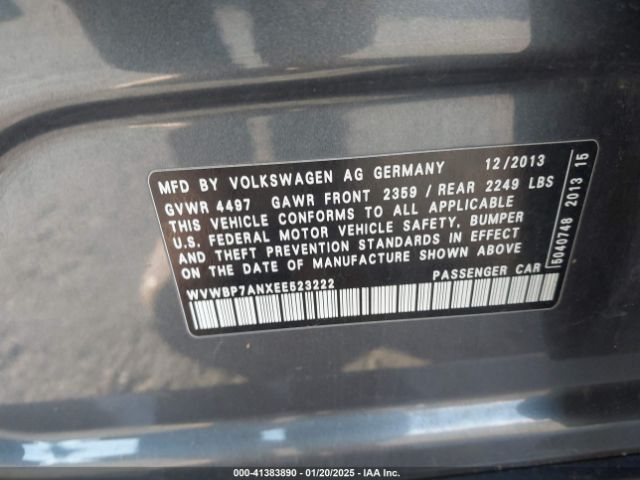 MFD BY VOLKSWAGEN AG GERMANY 12/2013
GVWR 4497 GAWR FRONT 2359 / REAR 2249 LBS
THIS VEHICLE CONFORMS TO ALL APPLICABLE
U.S. FEDERAL MOTOR VEHICLE SAFETY, BUMPER
AND THEFT PREVENTION STANDARDS IN EFFECT
ON THE DATE OF MANUFACTURE SHOWN ABOVE
WVWBP7ANXEE523222 PASSENGER CAR
5040748 2013 15
000-41383890 - 01/20/2025 - IAA Inc.